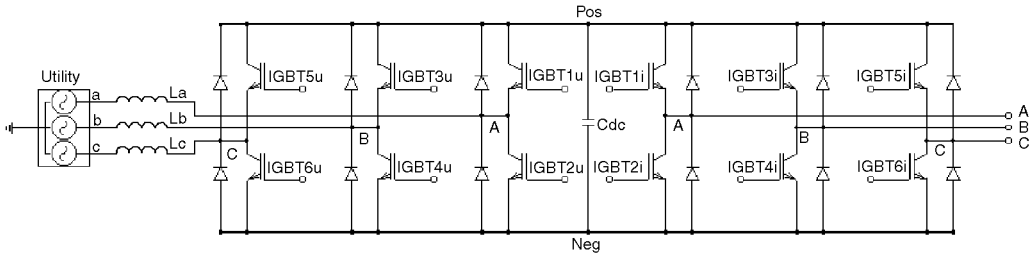 Pos
Utility
IGBT5u IGBT3u IGBT1u IGBT1i IGBT3i IGBT5i
a La
A A A
b Lb
Cdc
B B B
c Lc
C C C
IGBT6u IGBT4u IGBT2u IGBT2i IGBT4i IGBT6i
Neg